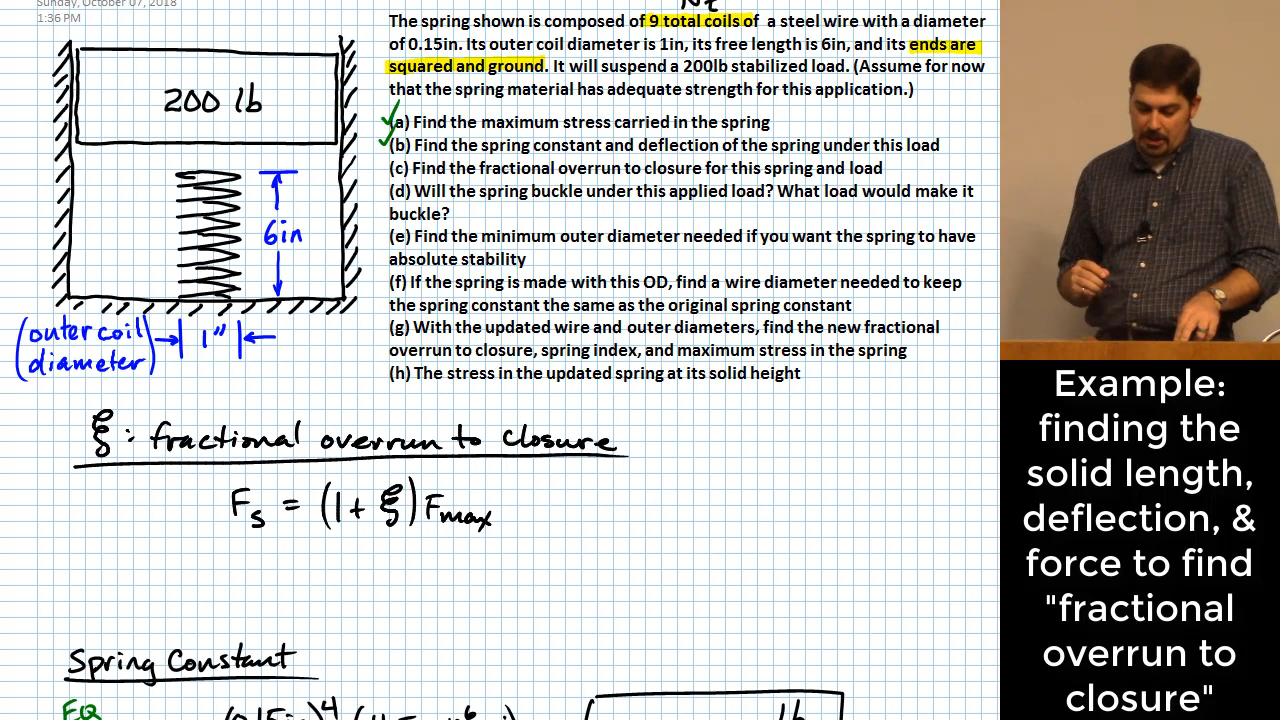 Sunday, October 07, 2018
1:36 PM
Nt
The spring shown is composed of 9 total coils of a steel wire with a diameter
of 0.15in. Its outer coil diameter is 1in, its free length is 6in, and its ends are
squared and ground. It will suspend a 200lb stabilized load. (Assume for now
that the spring material has adequate strength for this application.)
(a) Find the maximum stress carried in the spring
(b) Find the spring constant and deflection of the spring under this load
(c) Find the fractional overrun to closure for this spring and load
(d) Will the spring buckle under this applied load? What load would make it
buckle?
(e) Find the minimum outer diameter needed if you want the spring to have
absolute stability
(f) If the spring is made with this OD, find a wire diameter needed to keep
the spring constant the same as the original spring constant
(g) With the updated wire and outer diameters, find the new fractional
overrun to closure, spring index, and maximum stress in the spring
(h) The stress in the updated spring at its solid height
200 lb
6in
(outer coil
diameter)
1"
ξ: fractional overrun to closure
Fs = (1 + ξ) Fmax
Spring Constant
EQ
lb
Example:
finding the
solid length,
deflection, &
force to find
"fractional
overrun to
closure"